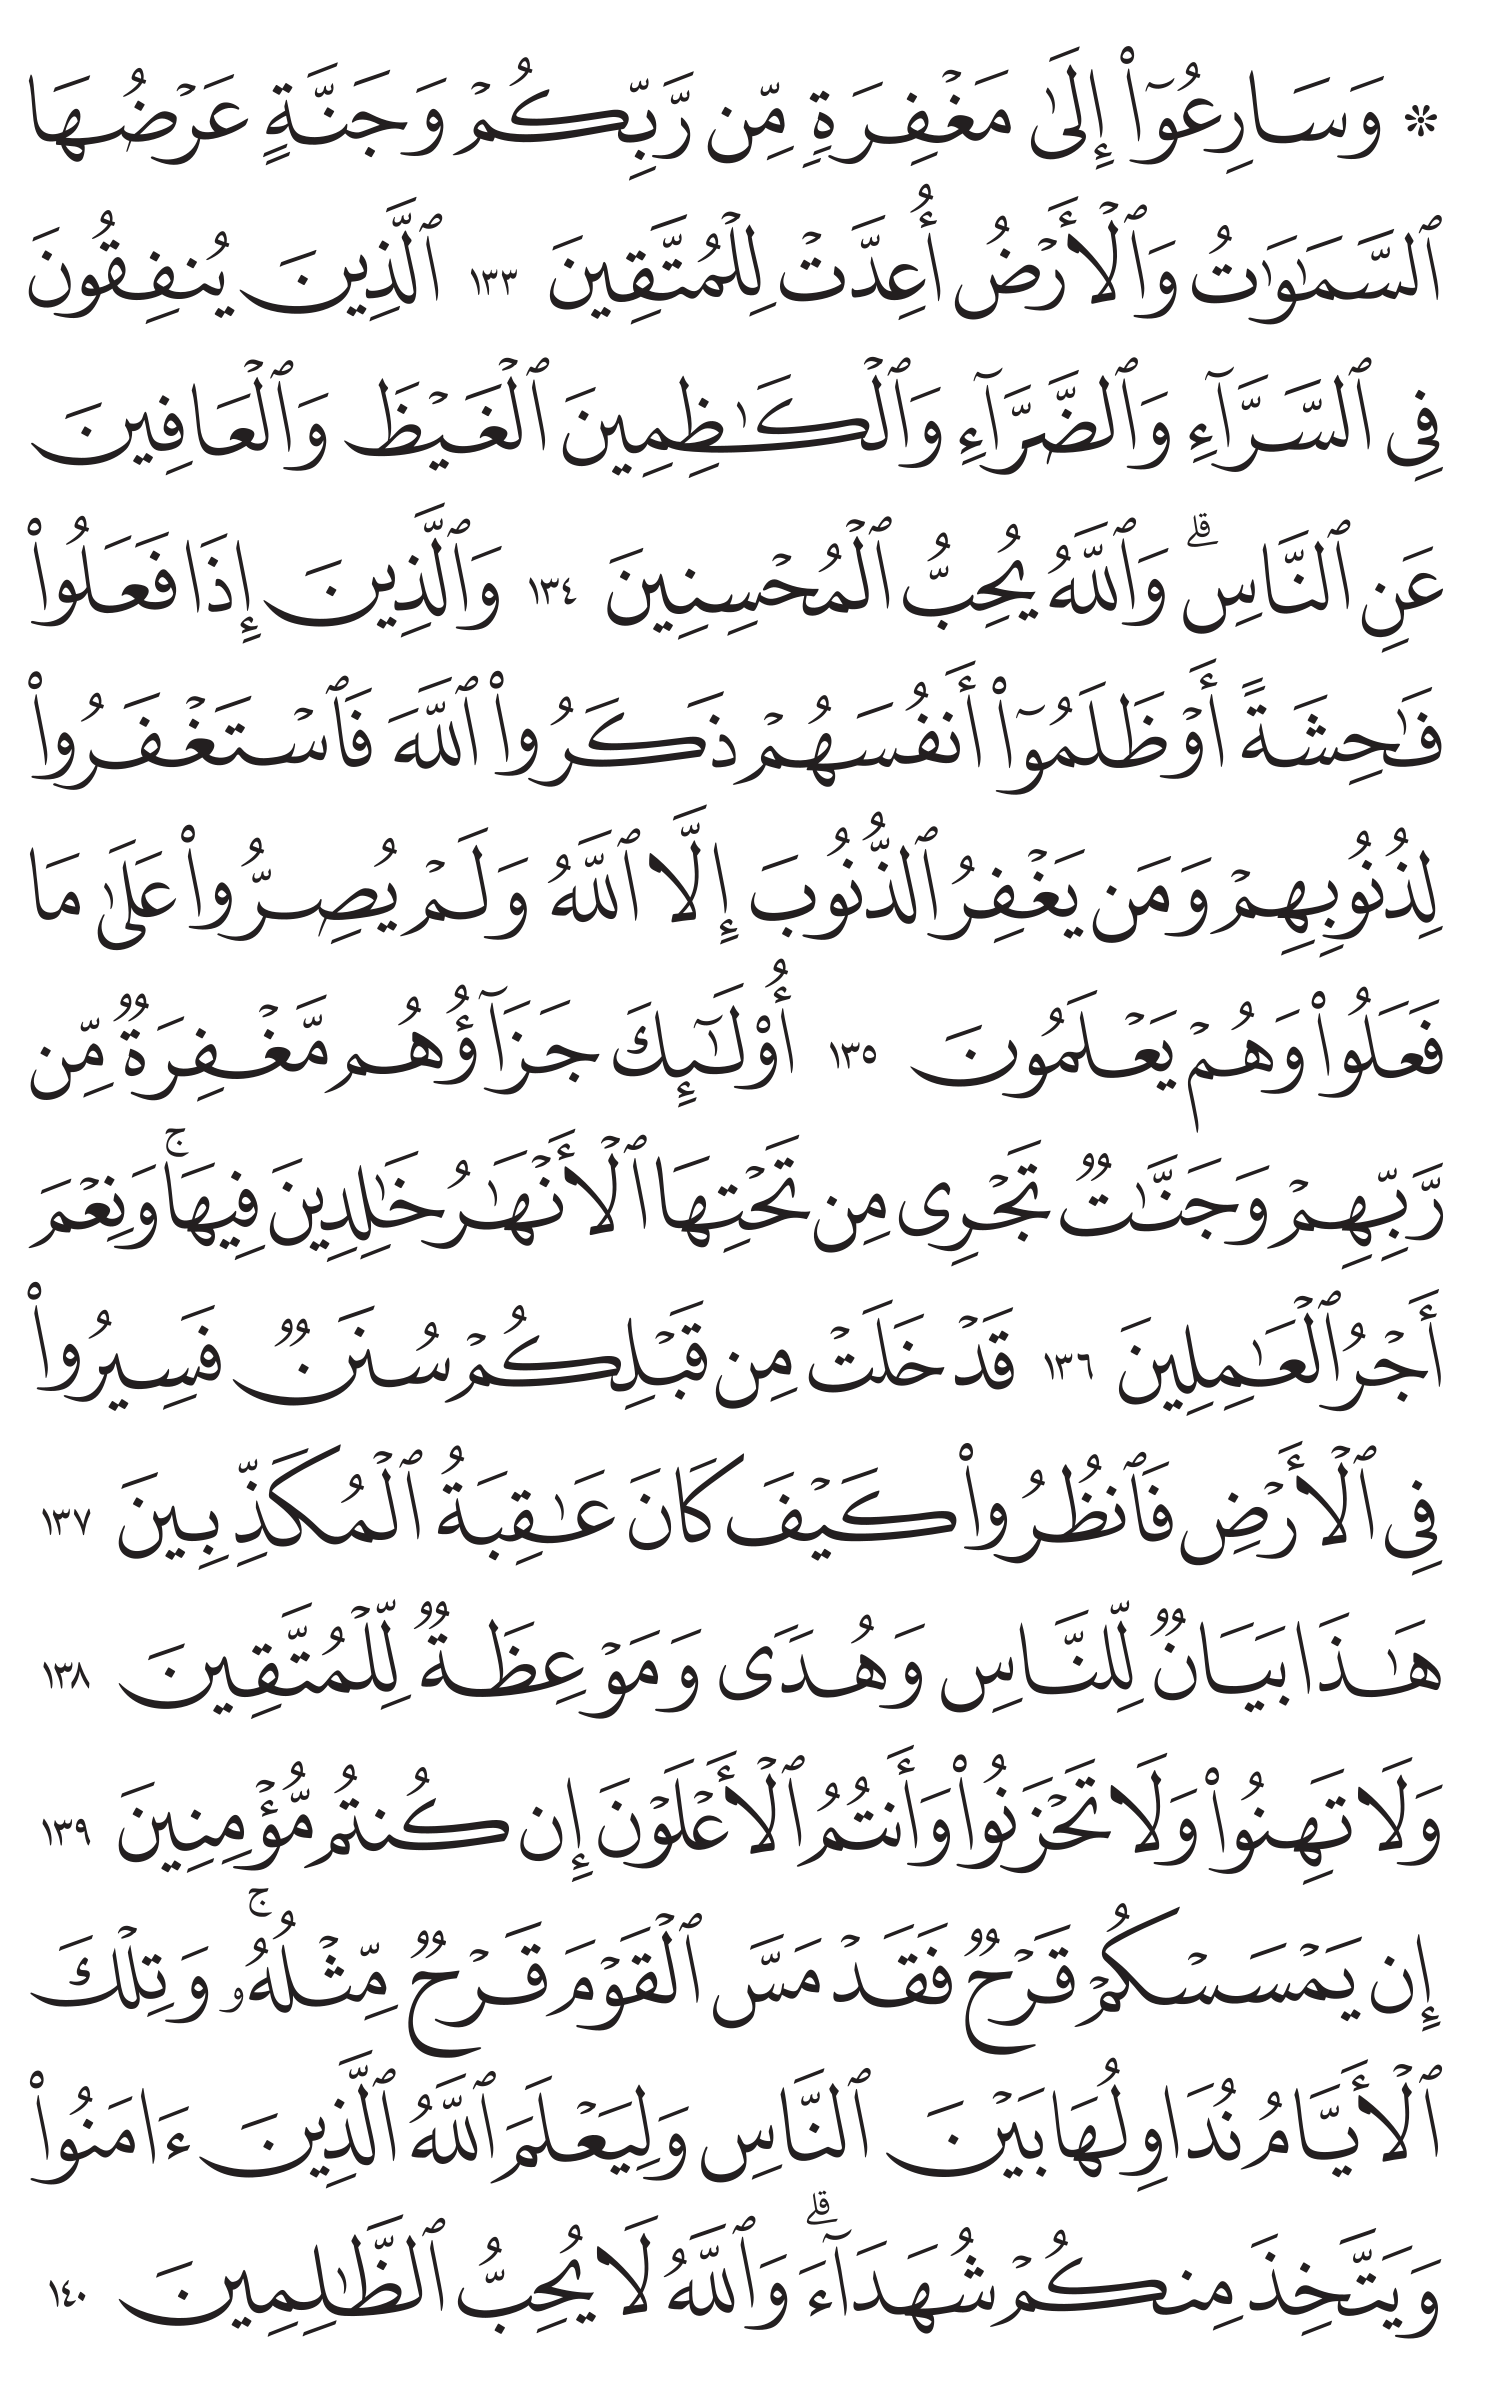 ۞ وَسَارِعُوٓا۟ إِلَىٰ مَغْفِرَةٍ مِّن رَّبِّكُمْ وَجَنَّةٍ عَرْضُهَا
ٱلسَّمَٰوَٰتُ وَٱلْأَرْضُ أُعِدَّتْ لِلْمُتَّقِينَ ١٣٣ ٱلَّذِينَ يُنفِقُونَ
فِى ٱلسَّرَّآءِ وَٱلضَّرَّآءِ وَٱلْكَٰظِمِينَ ٱلْغَيْظَ وَٱلْعَافِينَ
عَنِ ٱلنَّاسِ ۗ وَٱللَّهُ يُحِبُّ ٱلْمُحْسِنِينَ ١٣٤ وَٱلَّذِينَ إِذَا فَعَلُوا۟
فَٰحِشَةً أَوْ ظَلَمُوٓا۟ أَنفُسَهُمْ ذَكَرُوا۟ ٱللَّهَ فَٱسْتَغْفَرُوا۟
لِذُنُوبِهِمْ وَمَن يَغْفِرُ ٱلذُّنُوبَ إِلَّا ٱللَّهُ وَلَمْ يُصِرُّوا۟ عَلَىٰ مَا
فَعَلُوا۟ وَهُمْ يَعْلَمُونَ ١٣٥ أُو۟لَٰٓئِكَ جَزَآؤُهُم مَّغْفِرَةٌ مِّن
رَّبِّهِمْ وَجَنَّٰتٌ تَجْرِى مِن تَحْتِهَا ٱلْأَنْهَٰرُ خَٰلِدِينَ فِيهَا ۚ وَنِعْمَ
أَجْرُ ٱلْعَٰمِلِينَ ١٣٦ قَدْ خَلَتْ مِن قَبْلِكُمْ سُنَنٌ فَسِيرُوا۟
فِى ٱلْأَرْضِ فَٱنظُرُوا۟ كَيْفَ كَانَ عَٰقِبَةُ ٱلْمُكَذِّبِينَ ١٣٧
هَٰذَا بَيَانٌ لِّلنَّاسِ وَهُدًى وَمَوْعِظَةٌ لِّلْمُتَّقِينَ ١٣٨
وَلَا تَهِنُوا۟ وَلَا تَحْزَنُوا۟ وَأَنتُمُ ٱلْأَعْلَوْنَ إِن كُنتُم مُّؤْمِنِينَ ١٣٩
إِن يَمْسَسْكُمْ قَرْحٌ فَقَدْ مَسَّ ٱلْقَوْمَ قَرْحٌ مِّثْلُهُۥ ۚ وَتِلْكَ
ٱلْأَيَّامُ نُدَاوِلُهَا بَيْنَ ٱلنَّاسِ وَلِيَعْلَمَ ٱللَّهُ ٱلَّذِينَ ءَامَنُوا۟
وَيَتَّخِذَ مِنكُمْ شُهَدَآءَ ۗ وَٱللَّهُ لَا يُحِبُّ ٱلظَّٰلِمِينَ ١٤٠